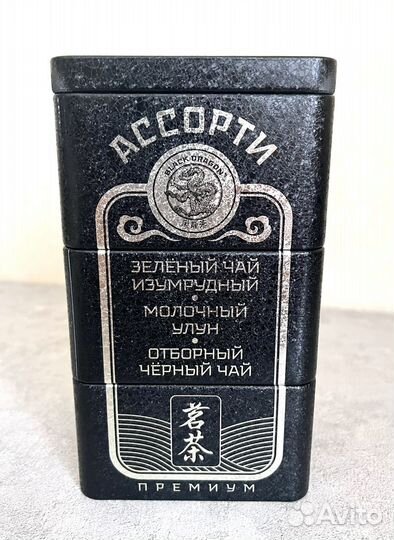 АССОРТИ
BLACK DRAGON
ЗЕЛЁНЫЙ ЧАЙ
ИЗУМРУДНЫЙ
•
МОЛОЧНЫЙ
УЛУН
•
ОТБОРНЫЙ
ЧЁРНЫЙ ЧАЙ
茗茶
ПРЕМИУМ
Avito